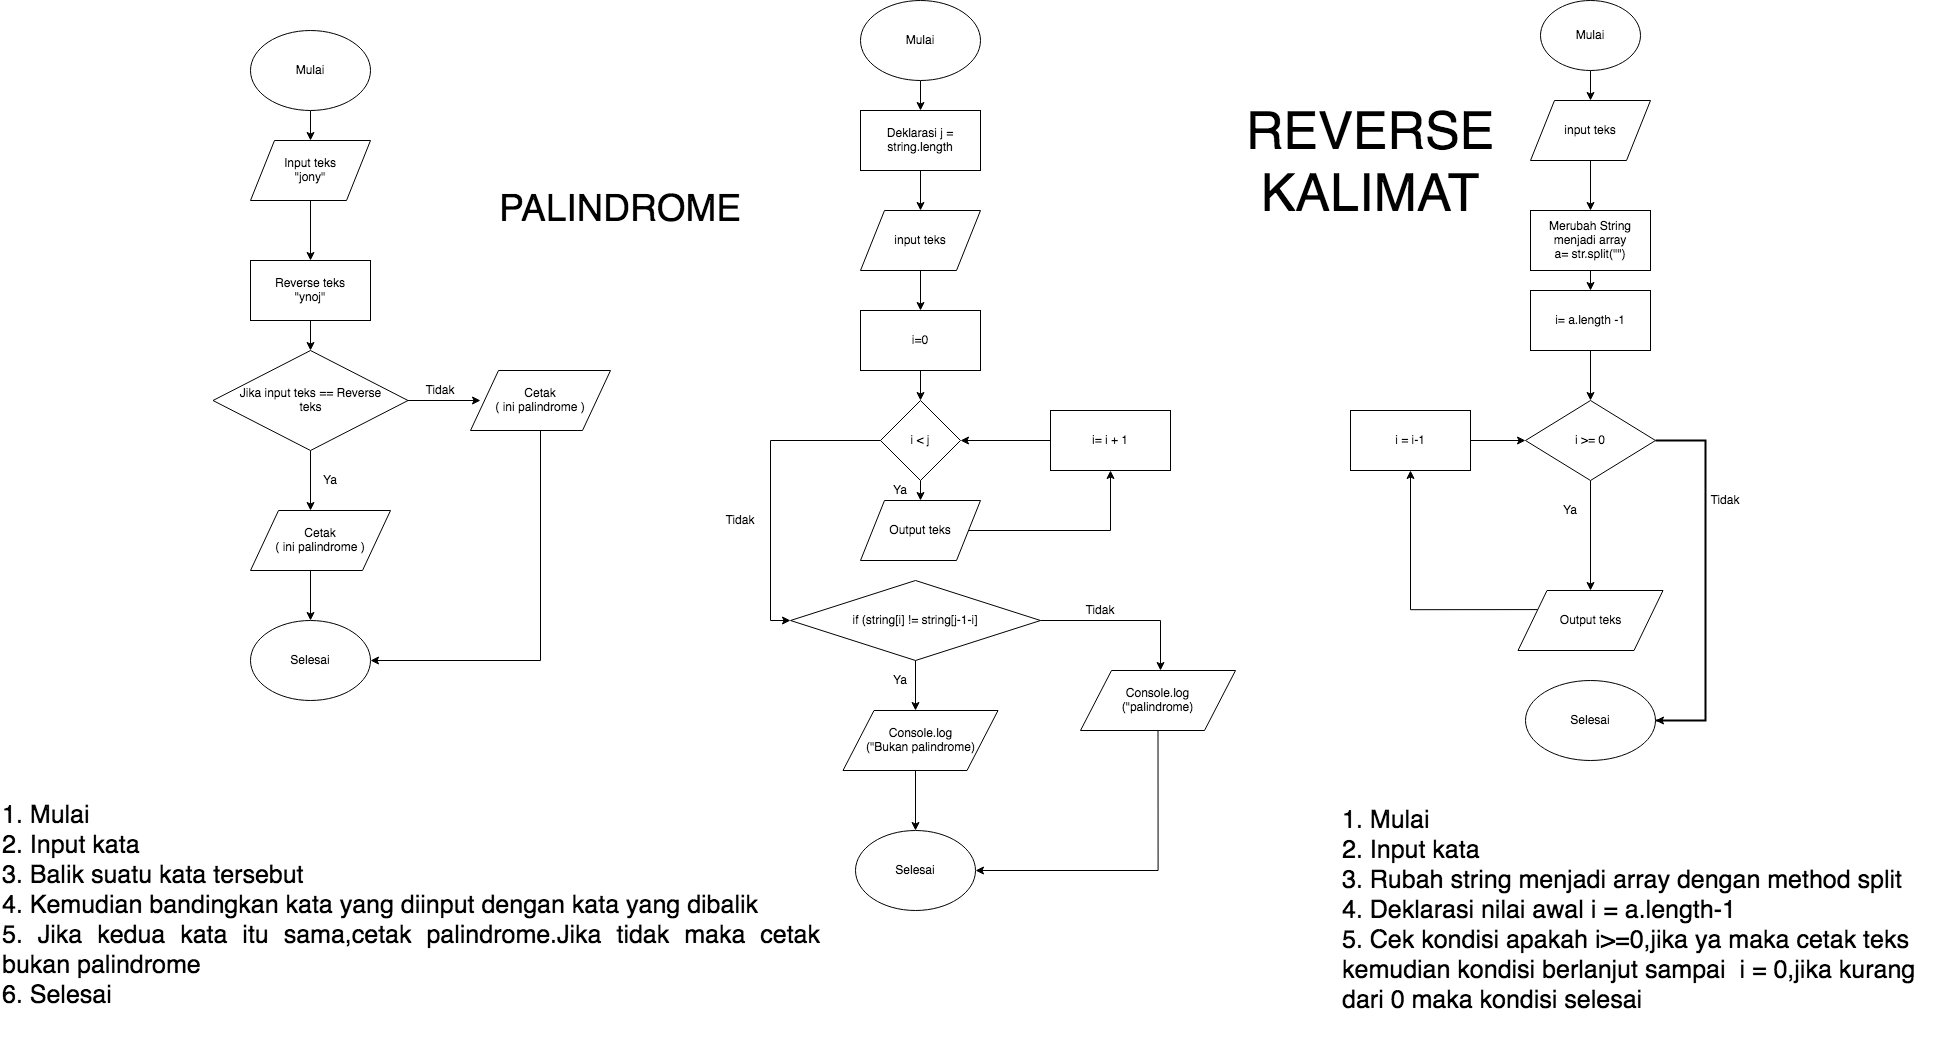 Mulai
Input teks
"jony"
Reverse teks
"ynoj"
Jika input teks == Reverse
teks
Tidak
Cetak
( ini palindrome )
Ya
Cetak
( ini palindrome )
Selesai
PALINDROME
Mulai
Deklarasi j =
string.length
input teks
i=0
i < j
i= i + 1
Ya
Output teks
Tidak
if (string[i] != string[j-1-i]
Tidak
Ya
Console.log
("palindrome)
Console.log
("Bukan palindrome)
Selesai
REVERSE
KALIMAT
Mulai
input teks
Merubah String
menjadi array
a= str.split("")
i= a.length -1
i = i-1
i >= 0
Tidak
Ya
Output teks
Selesai
1. Mulai
2. Input kata
3. Balik suatu kata tersebut
4. Kemudian bandingkan kata yang diinput dengan kata yang dibalik
5. Jika kedua kata itu sama,cetak palindrome.Jika tidak maka cetak
bukan palindrome
6. Selesai
1. Mulai
2. Input kata
3. Rubah string menjadi array dengan method split
4. Deklarasi nilai awal i = a.length-1
5. Cek kondisi apakah i>=0,jika ya maka cetak teks
kemudian kondisi berlanjut sampai i = 0,jika kurang
dari 0 maka kondisi selesai